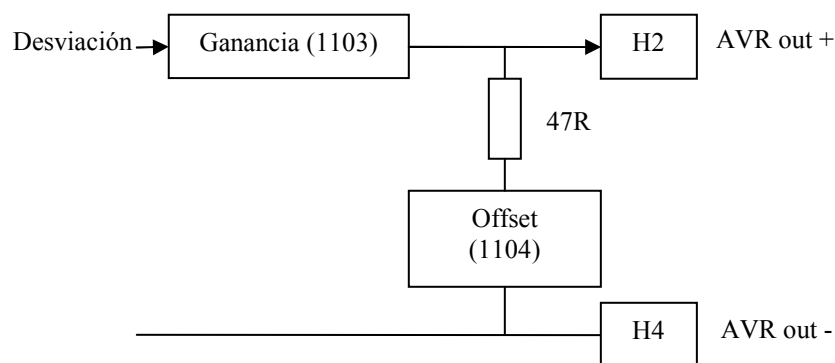 Desviación
Ganancia (1103)
H2
AVR out +
47R
Offset
(1104)
H4
AVR out -